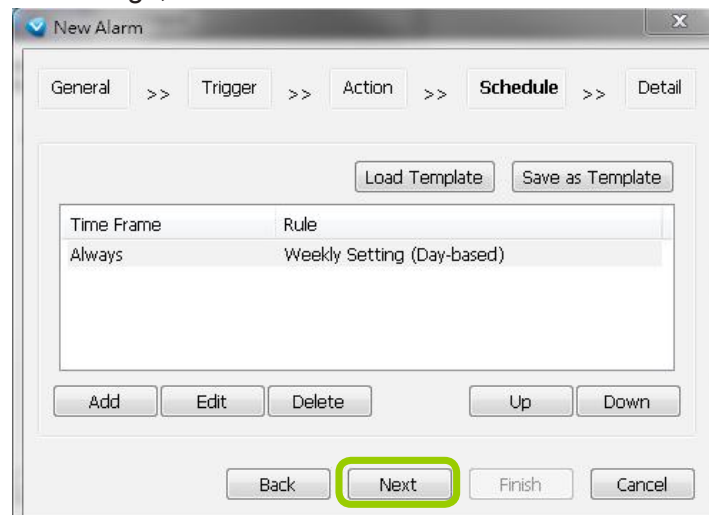 New Alarm
General >> Trigger >> Action >> Schedule >> Detail
Load Template Save as Template
Time Frame Rule
Always Weekly Setting (Day-based)
Add Edit Delete Up Down
Back Next Finish Cancel